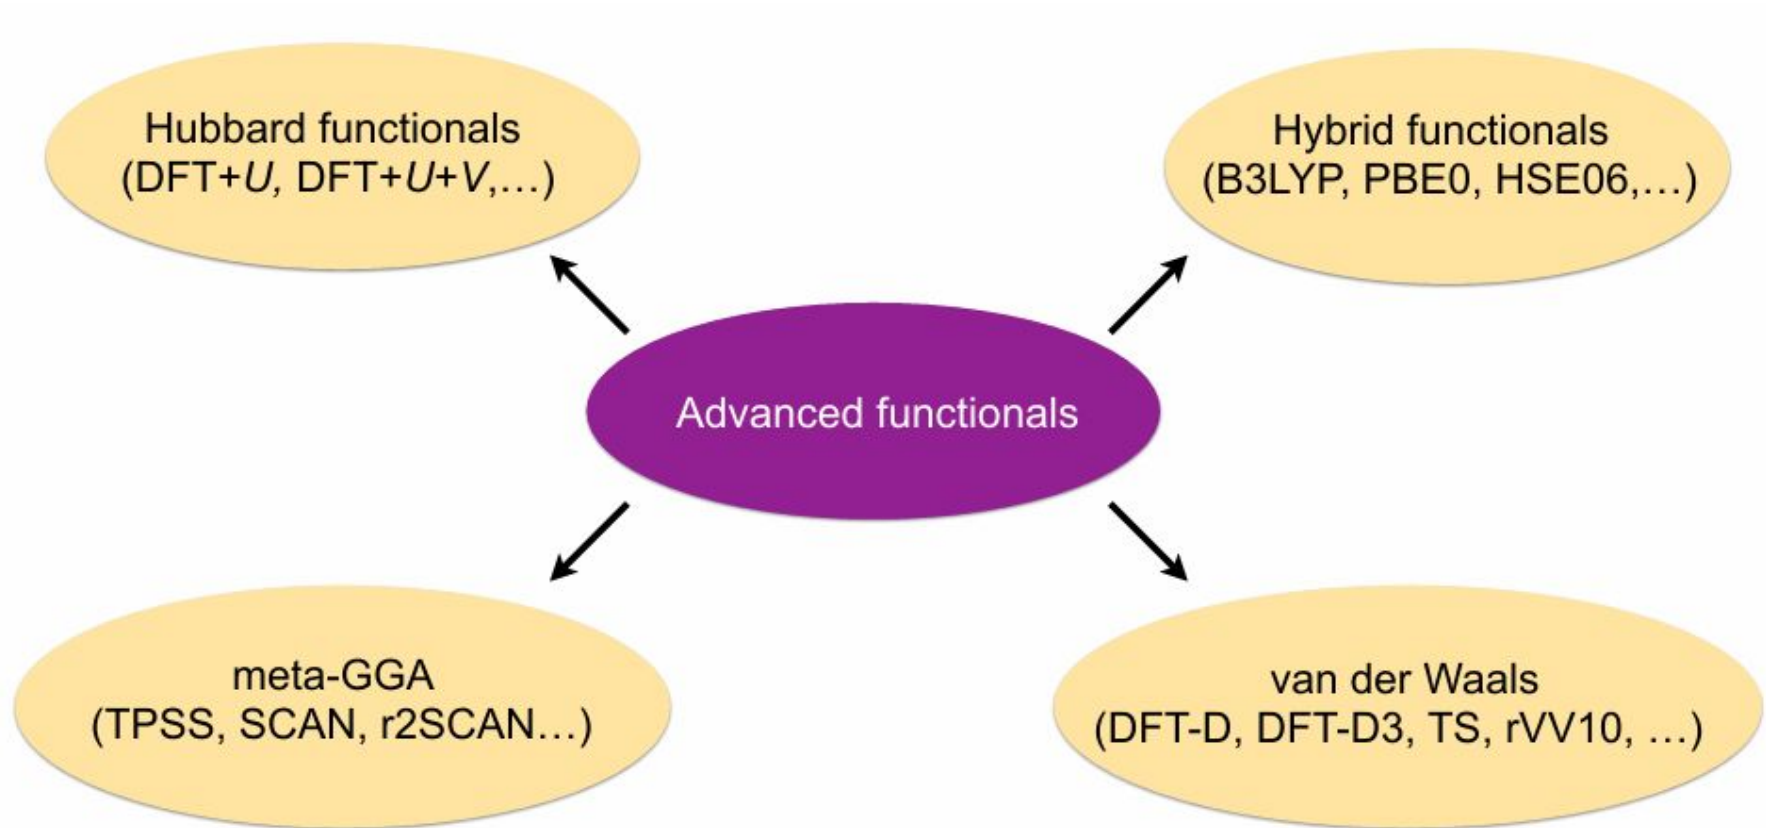 Hubbard functionals
(DFT+U, DFT+U+V,…)
Hybrid functionals
(B3LYP, PBE0, HSE06,…)
Advanced functionals
meta-GGA
(TPSS, SCAN, r2SCAN…)
van der Waals
(DFT-D, DFT-D3, TS, rVV10, …)